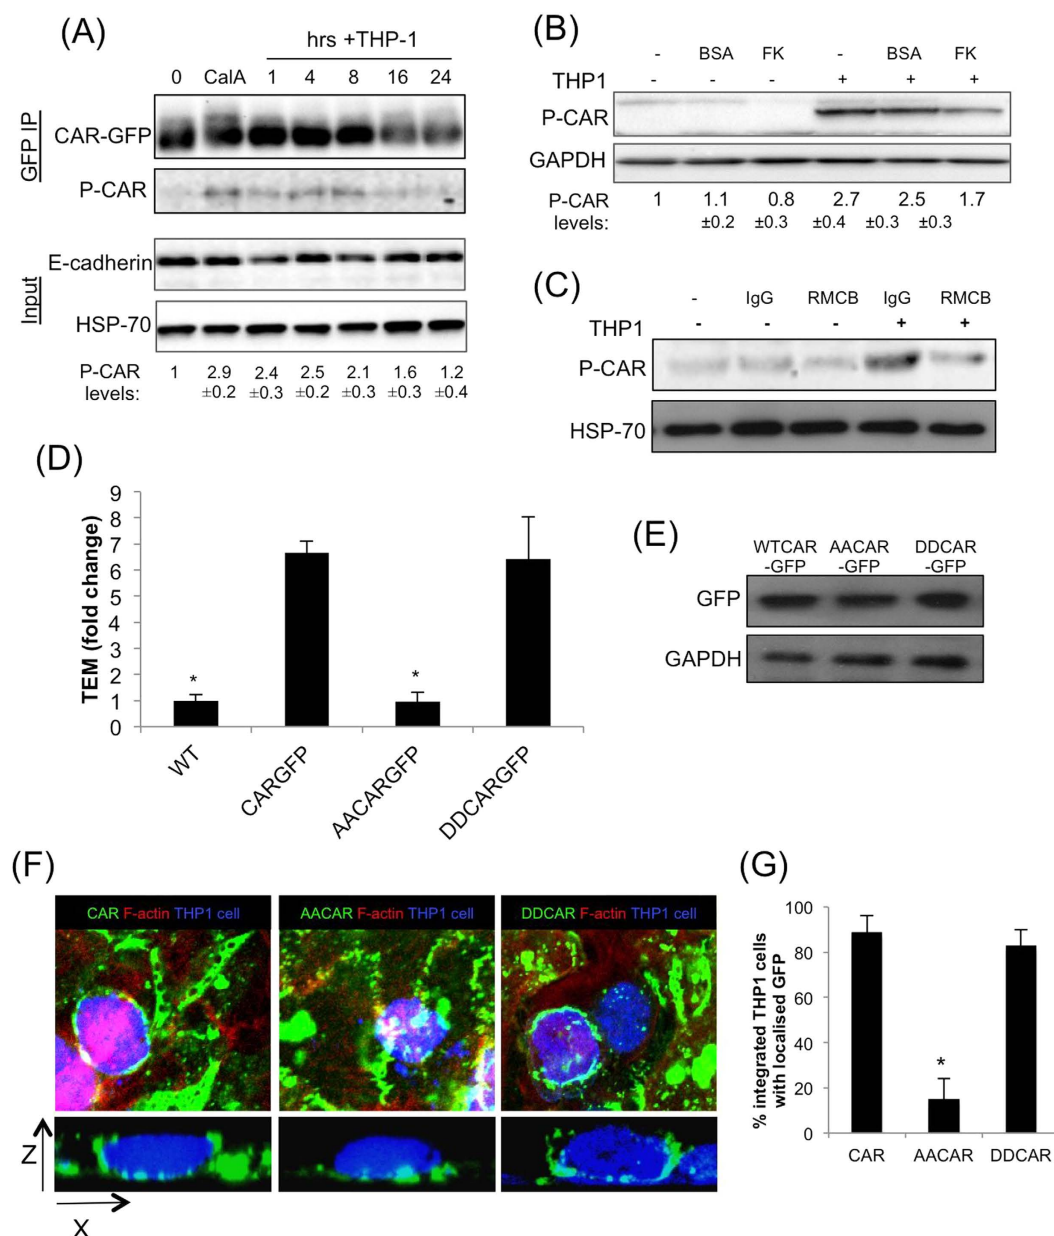 (A)
hrs +THP-1
0 CalA 1 4 8 16 24
GFP IP
CAR-GFP
P-CAR
Input
E-cadherin
HSP-70
P-CAR levels:
1 2.9 2.4 2.5 2.1 1.6 1.2
±0.2 ±0.3 ±0.2 ±0.3 ±0.3 ±0.4
(B)
- BSA FK - BSA FK
THP1 - - - + + +
P-CAR
GAPDH
P-CAR levels:
1 1.1 0.8 2.7 2.5 1.7
±0.2 ±0.3 ±0.4 ±0.3 ±0.3
(C)
- IgG RMCB IgG RMCB
THP1 - - - + +
P-CAR
HSP-70
(D)
TEM (fold change)
9
8
7
6
5
4
3
2
1
0
* *
WT CARGFP AACARGFP DDCARGFP
(E)
WTCAR AACAR DDCAR
-GFP -GFP -GFP
GFP
GAPDH
(F)
CAR F-actin THP1 cell
AACAR F-actin THP1 cell
DDCAR F-actin THP1 cell
Z
X
(G)
% integrated THP1 cells
with localised GFP
100
80
60
40
20
0
*
CAR AACAR DDCAR